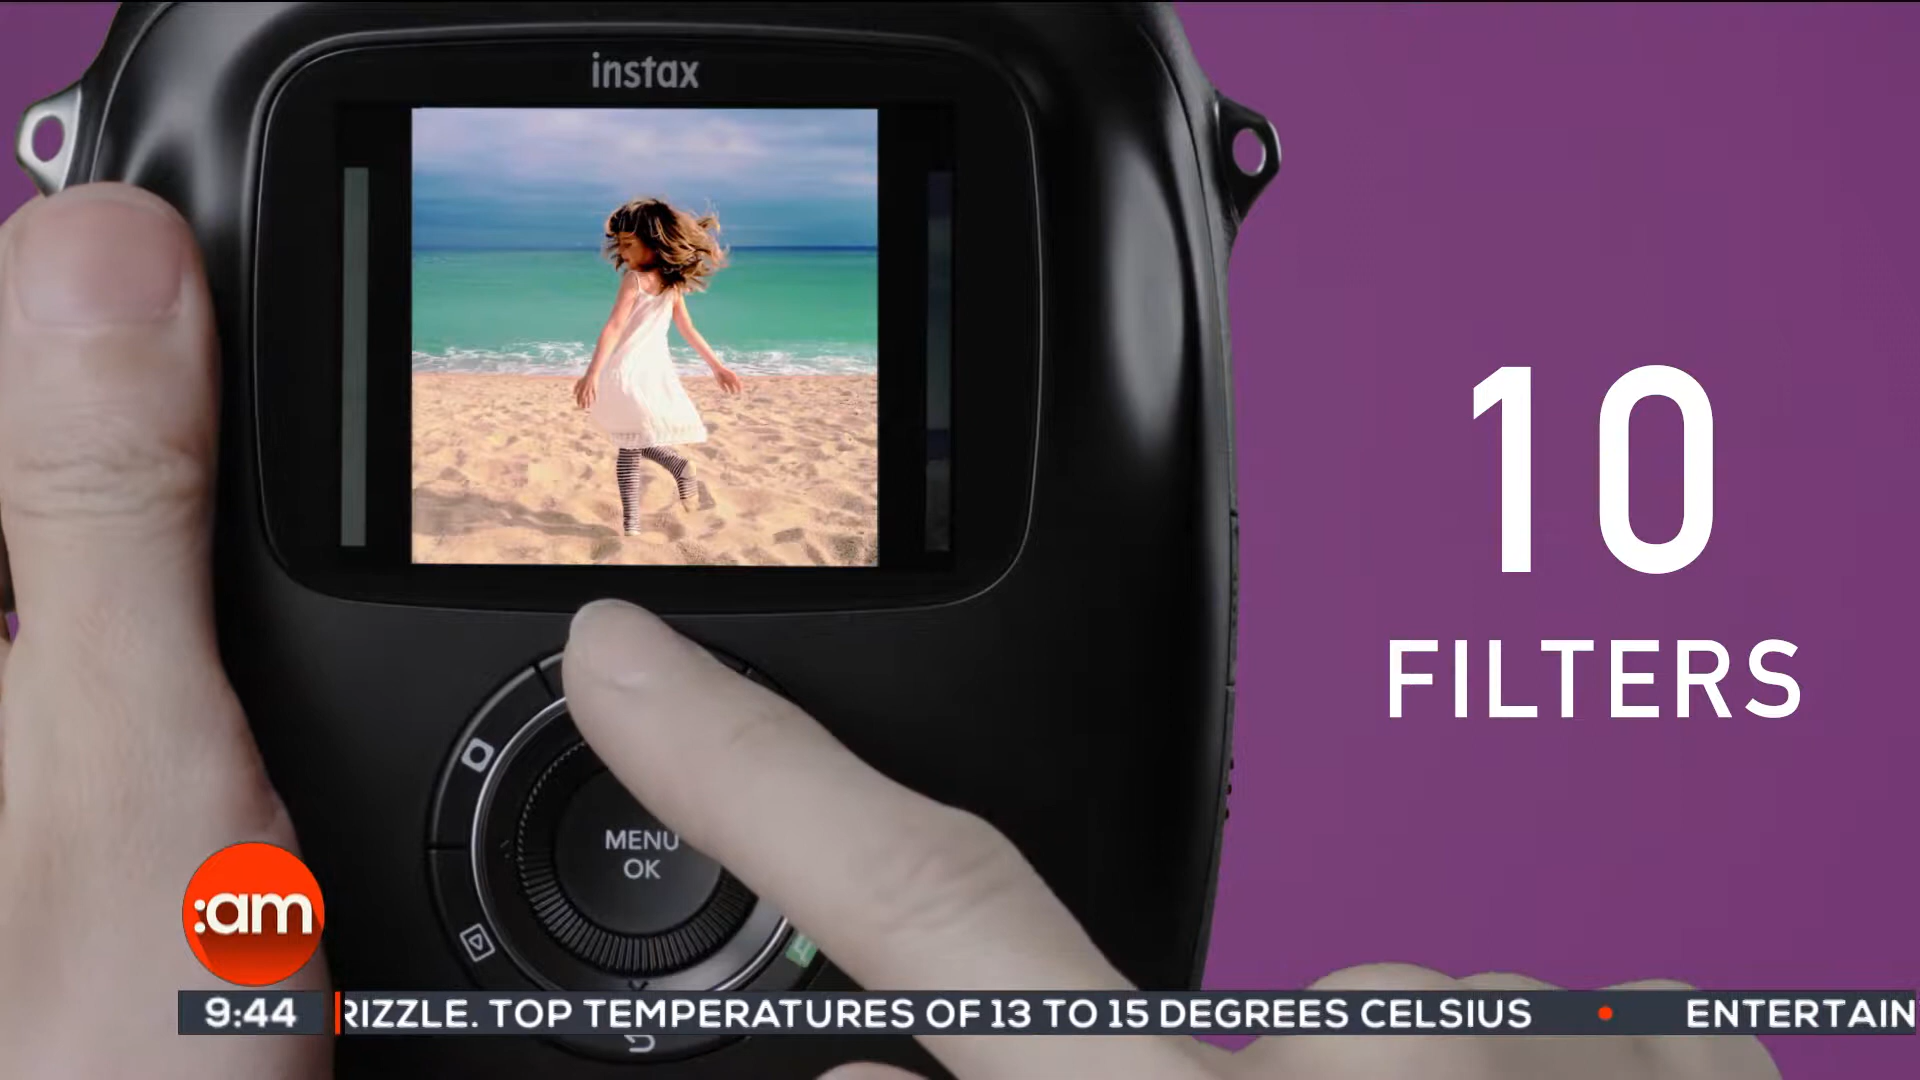 instax
10
FILTERS
MENU
OK
:am
9:44
RIZZLE. TOP TEMPERATURES OF 13 TO 15 DEGREES CELSIUS • ENTERTAIN